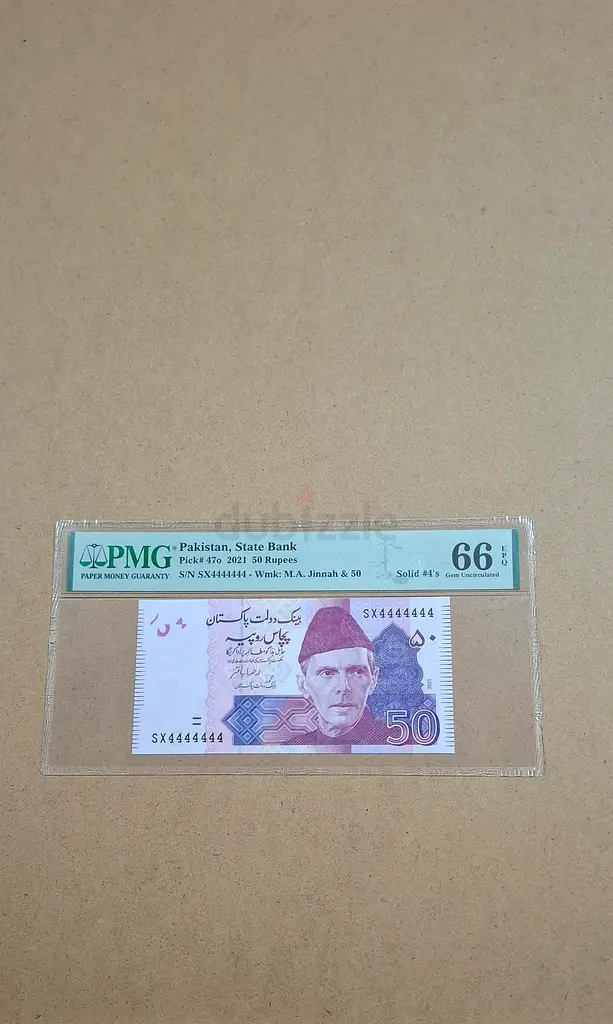 dubizzle
PMG® Pakistan, State Bank
Pick# 47o 2021 50 Rupees
PAPER MONEY GUARANTY
S/N SX4444444 - Wmk: M.A. Jinnah & 50
Solid #4's
66 EPQ
Gem Uncirculated
بینک دولت پاکستان
پچاس روپیہ
SX4444444
۵۰
2021
50
SX4444444